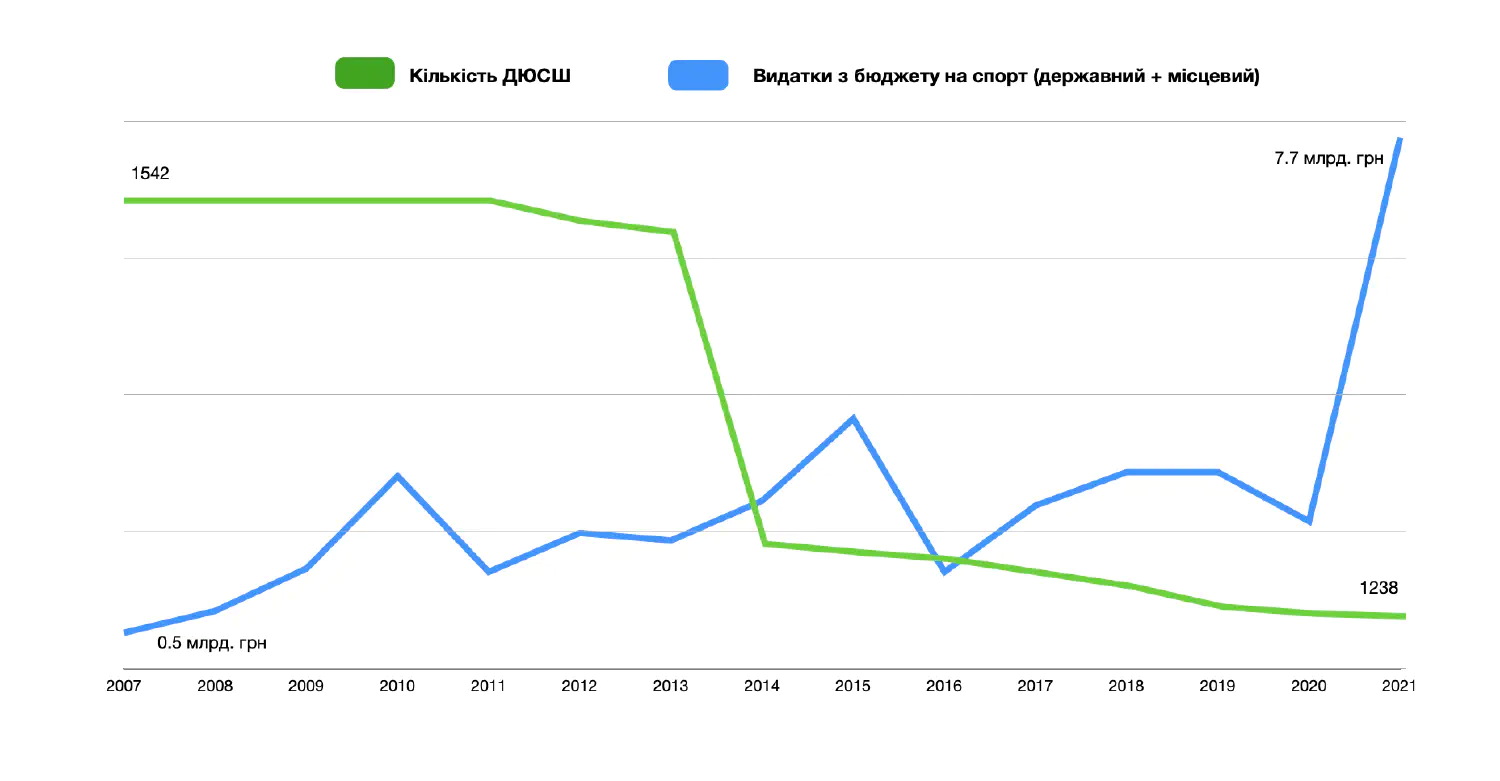 Кількість ДЮСШ
Видатки з бюджету на спорт (державний + місцевий)
1542
7.7 млрд. грн
0.5 млрд. грн
1238
2007 2008 2009 2010 2011 2012 2013 2014 2015 2016 2017 2018 2019 2020 2021